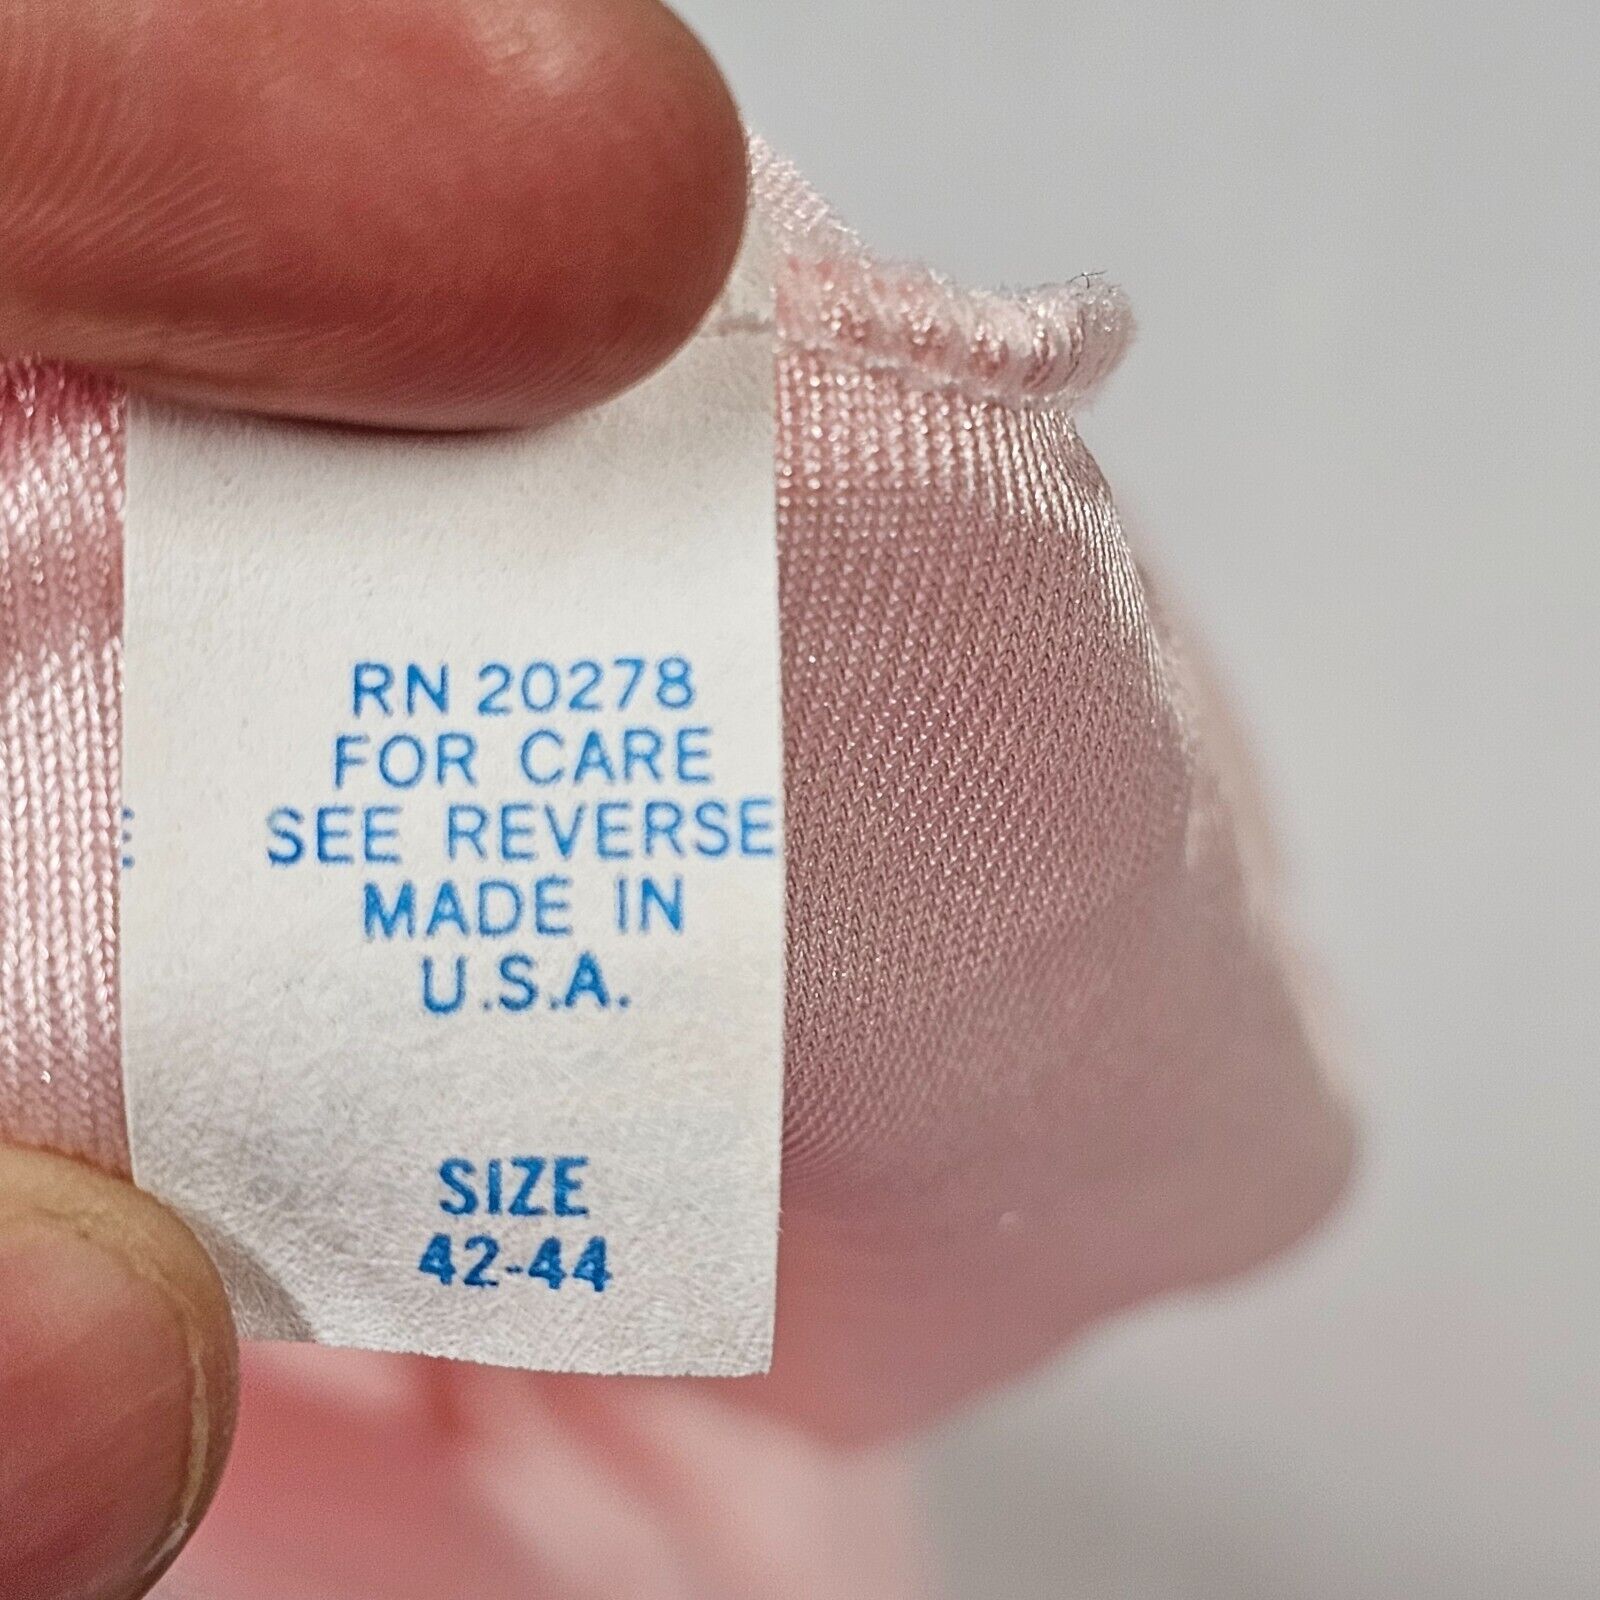 RN 20278
FOR CARE
SEE REVERSE
MADE IN
U.S.A.
SIZE
42-44